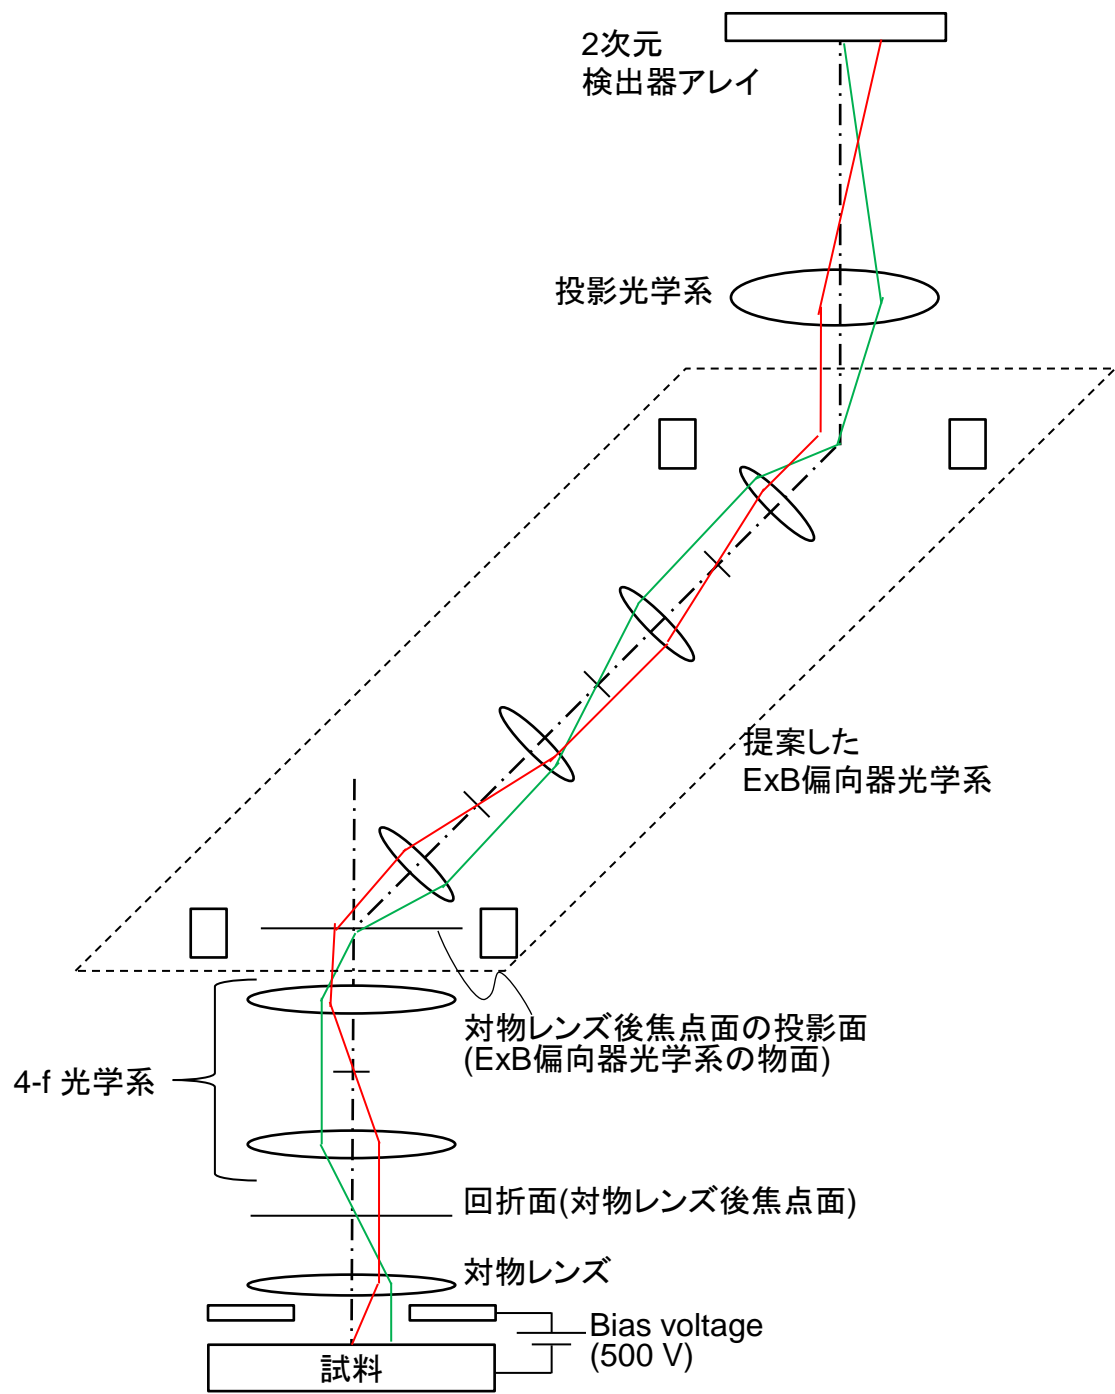 2次元
検出器アレイ
投影光学系
提案した
ExB偏向器光学系
対物レンズ後焦点面の投影面
(ExB偏向器光学系の物面)
4-f 光学系
回折面(対物レンズ後焦点面)
対物レンズ
Bias voltage
(500 V)
試料